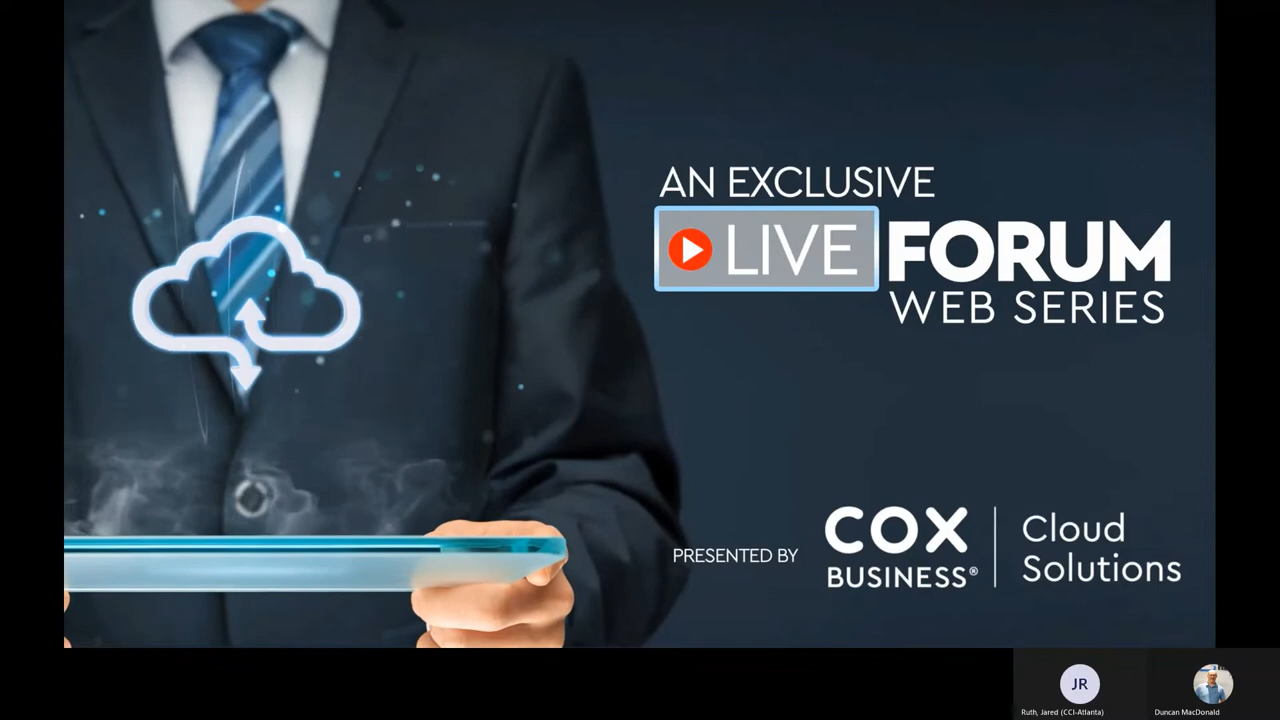 AN EXCLUSIVE
LIVE FORUM
WEB SERIES
PRESENTED BY
COX
BUSINESS®
Cloud
Solutions
JR
Ruth, Jared (CCI-Atlanta)
Duncan MacDonald